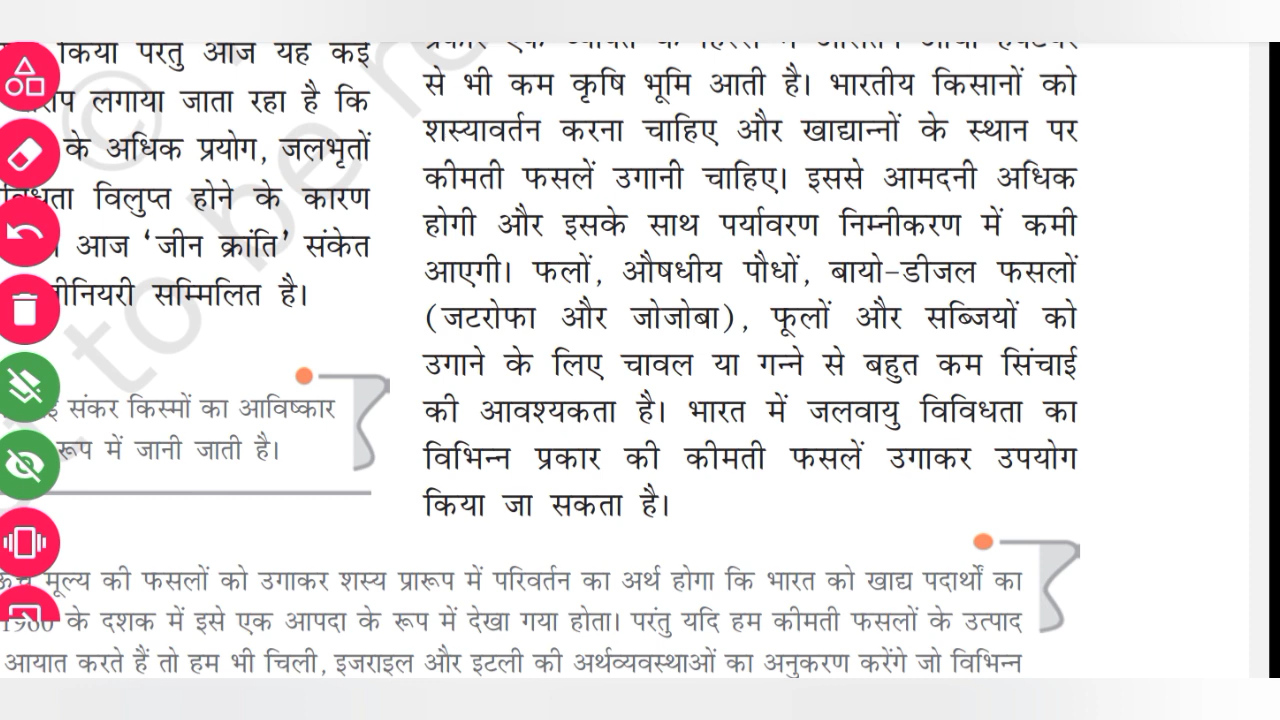 किया परंतु आज यह कई
लगाया जाता रहा है कि
के अधिक प्रयोग, जलभृतों
विलुप्त होने के कारण
आज ‘जीन क्रांति’ संकेत
सम्मिलित है।
संकर किस्मों का आविष्कार
रूप में जानी जाती है।
से भी कम कृषि भूमि आती है। भारतीय किसानों को
शस्यावर्तन करना चाहिए और खाद्यान्नों के स्थान पर
कीमती फसलें उगानी चाहिए। इससे आमदनी अधिक
होगी और इसके साथ पर्यावरण निम्नीकरण में कमी
आएगी। फलों, औषधीय पौधों, बायो-डीजल फसलों
(जटरोफा और जोजोबा), फूलों और सब्जियों को
उगाने के लिए चावल या गन्ने से बहुत कम सिंचाई
की आवश्यकता है। भारत में जलवायु विविधता का
विभिन्न प्रकार की कीमती फसलें उगाकर उपयोग
किया जा सकता है।
मूल्य की फसलों को उगाकर शस्य प्रारूप में परिवर्तन का अर्थ होगा कि भारत को खाद्य पदार्थों का
1960 के दशक में इसे एक आपदा के रूप में देखा गया होता। परंतु यदि हम कीमती फसलों के उत्पाद
आयात करते हैं तो हम भी चिली, इजराइल और इटली की अर्थव्यवस्थाओं का अनुकरण करेंगे जो विभिन्न